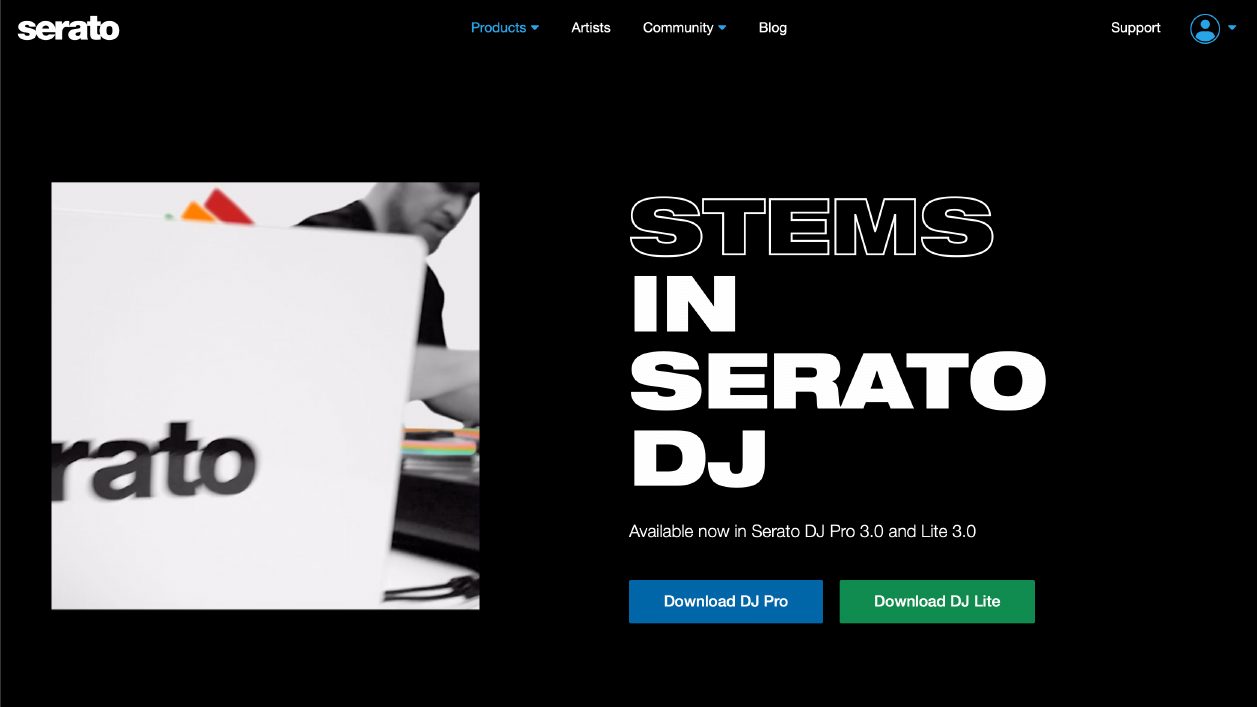 serato
Products
Artists
Community
Blog
Support
STEMS
IN
SERATO
DJ
rato
Available now in Serato DJ Pro 3.0 and Lite 3.0
Download DJ Pro
Download DJ Lite